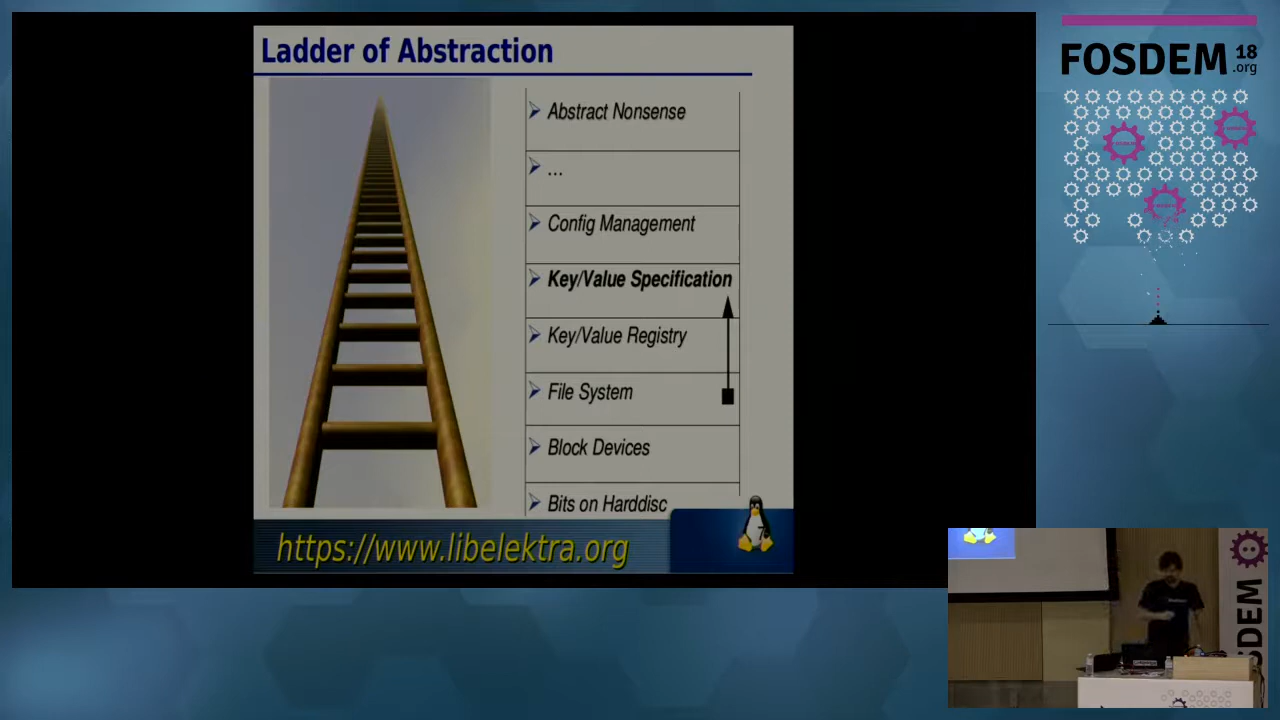 Ladder of Abstraction
Abstract Nonsense
...
Config Management
Key/Value Specification
Key/Value Registry
File System
Block Devices
Bits on Harddisc
https://www.libelektra.org
FOSDEM 18
.org
SDEM